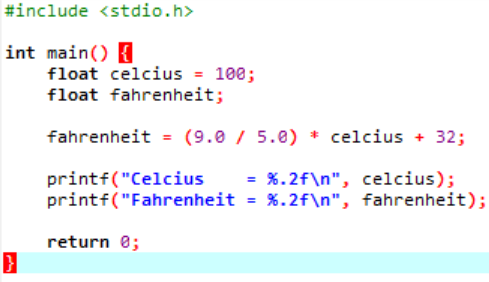 #include <stdio.h>
int main() {
float celcius = 100;
float fahrenheit;
fahrenheit = (9.0 / 5.0) * celcius + 32;
printf("Celcius    = %.2f\n", celcius);
printf("Fahrenheit = %.2f\n", fahrenheit);
return 0;
}